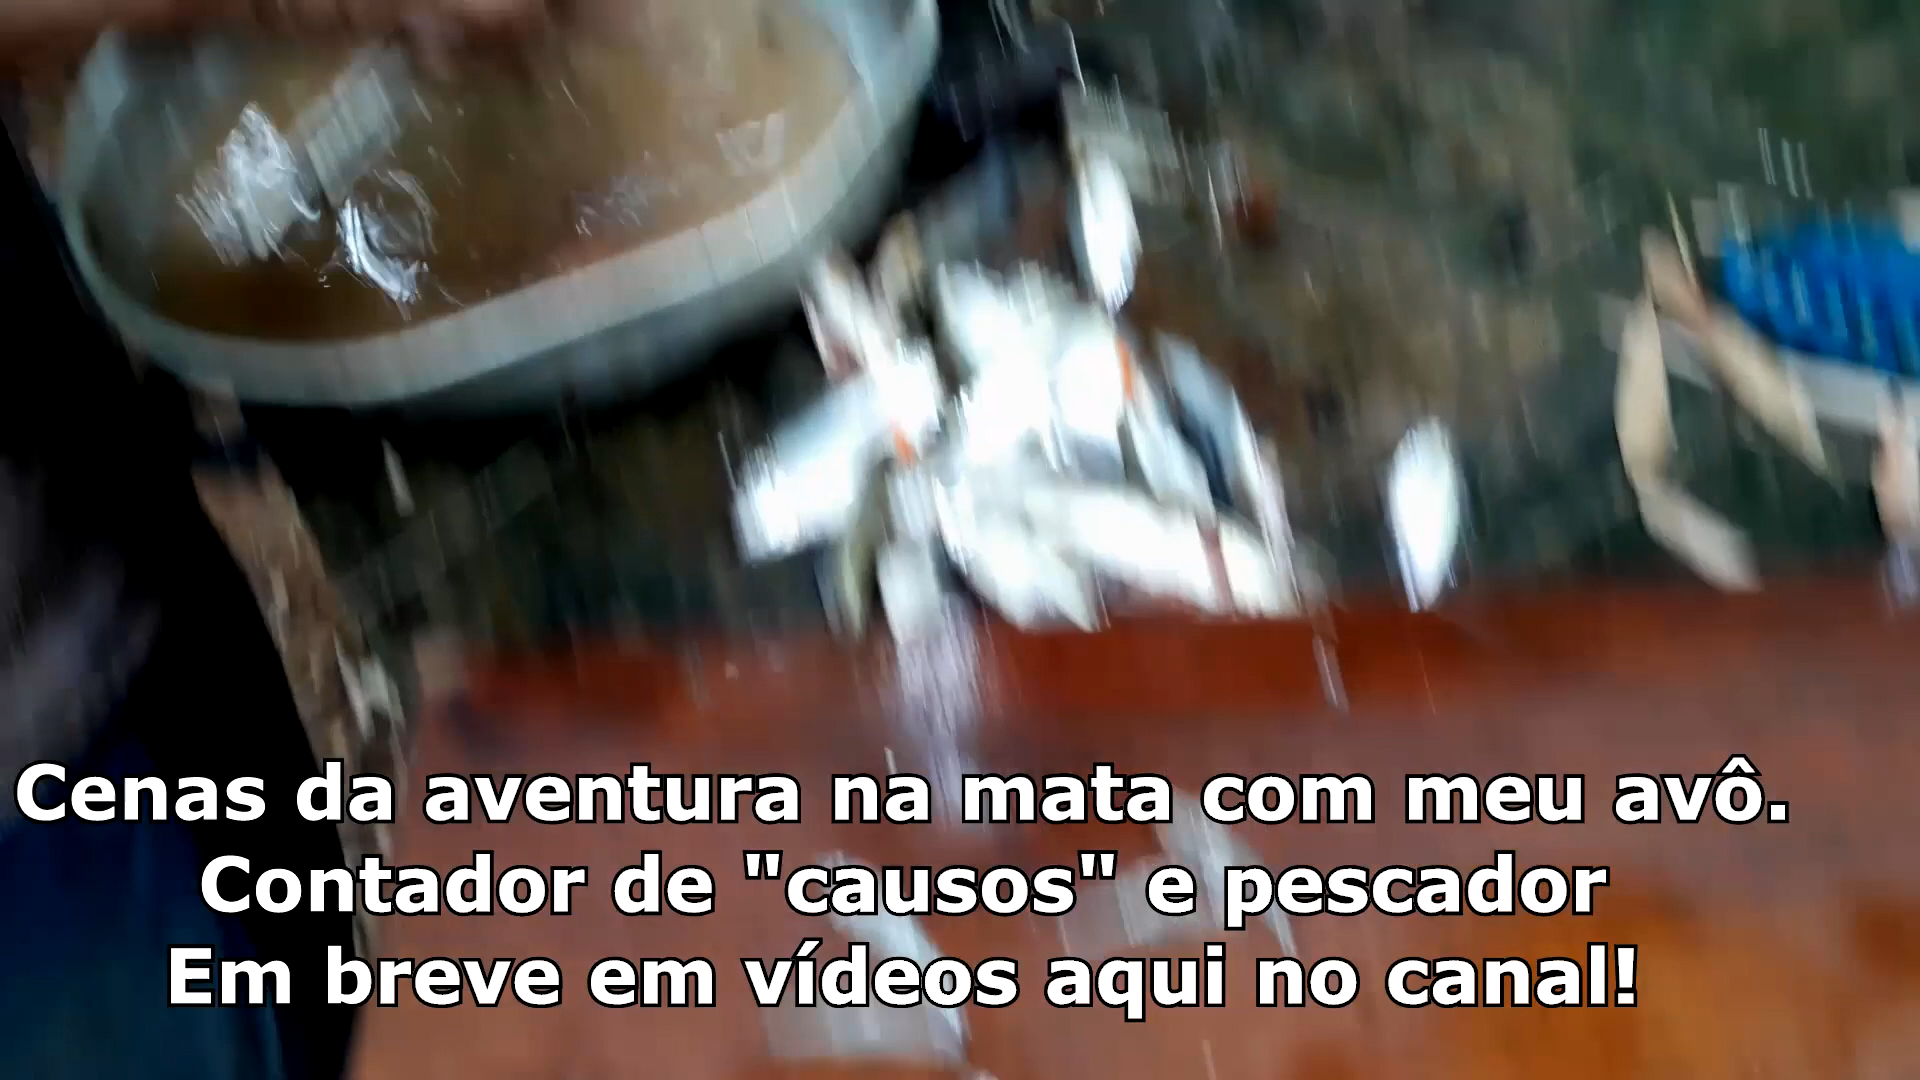 Cenas da aventura na mata com meu avô.
Contador de "causos" e pescador
Em breve em vídeos aqui no canal!